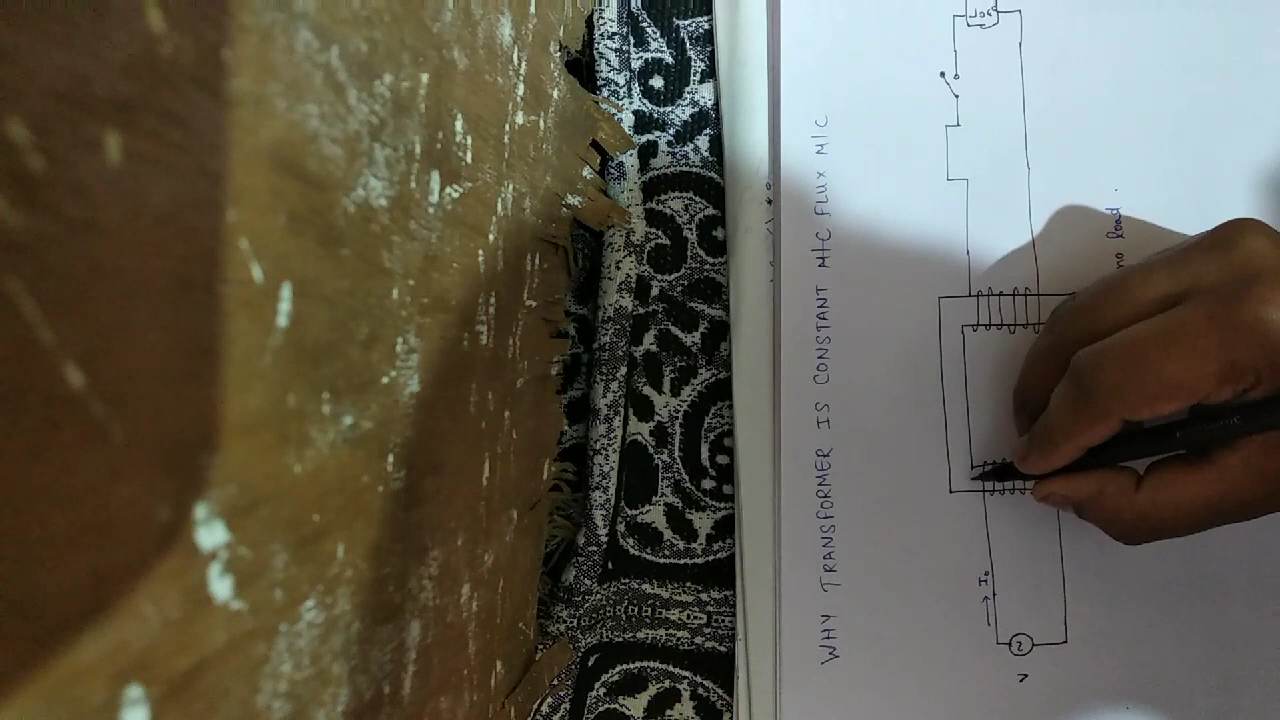 WHY TRANSFORMER IS CONSTANT M/C FLUX M/C
→ I₀
V
no load.